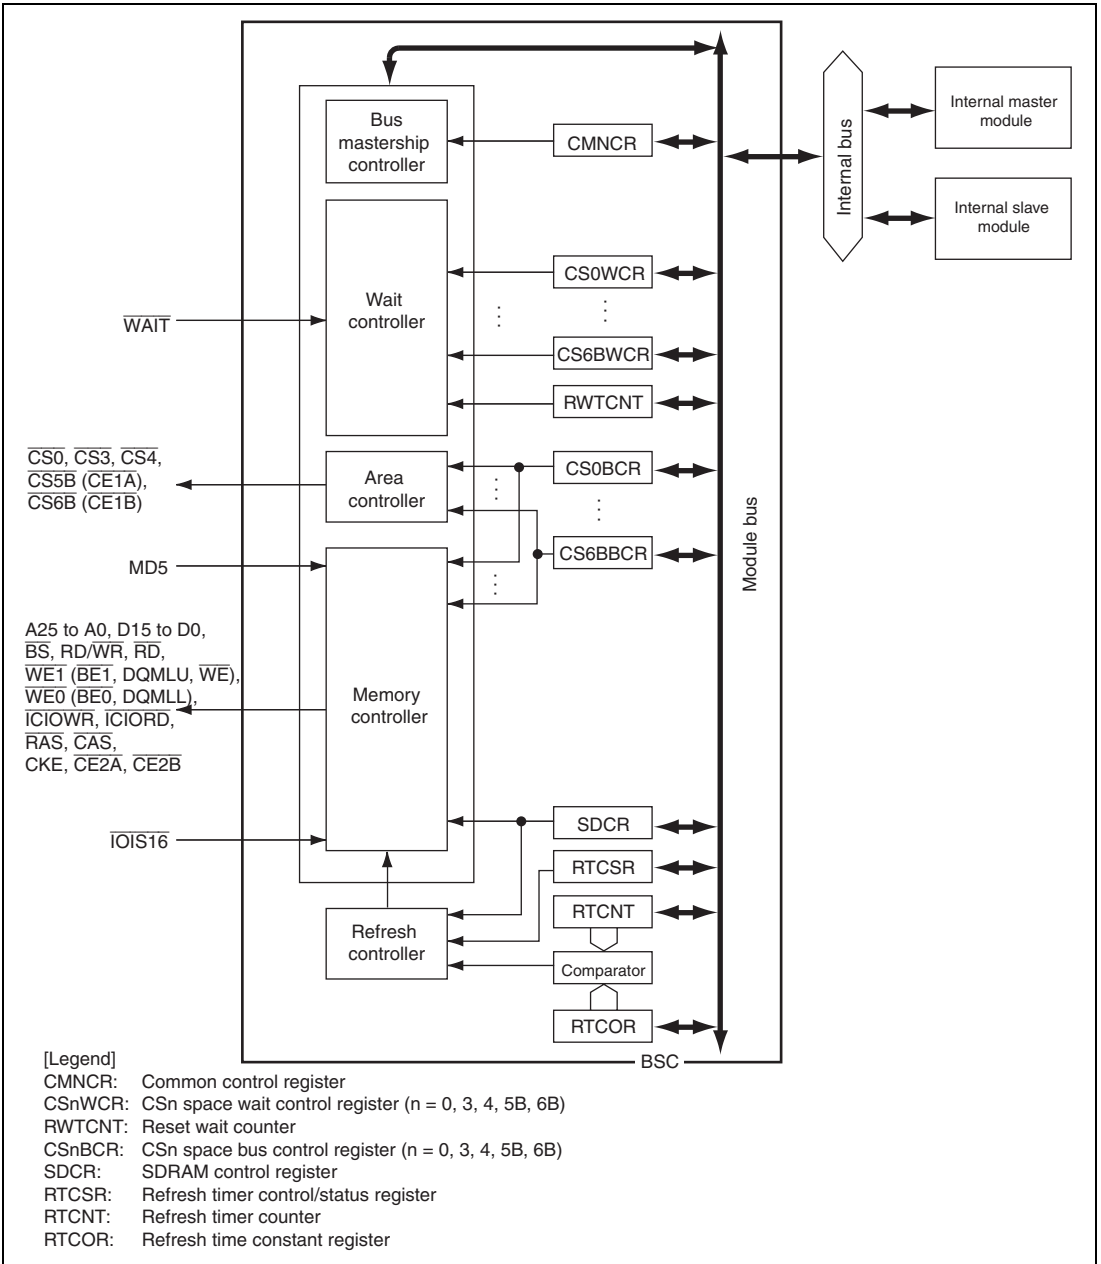 Bus
mastership
controller
CMNCR
Internal bus
Internal master
module
Internal slave
module
WAIT
Wait
controller
CS0WCR
CS6BWCR
RWTCNT
CS0, CS3, CS4,
CS5B (CE1A),
CS6B (CE1B)
Area
controller
CS0BCR
CS6BBCR
Module bus
MD5
A25 to A0, D15 to D0,
BS, RD/WR, RD,
WE1 (BE1, DQMLU, WE),
WE0 (BE0, DQMLL),
ICIOWR, ICIORD,
RAS, CAS,
CKE, CE2A, CE2B
Memory
controller
IOIS16
SDCR
RTCSR
RTCNT
Refresh
controller
Comparator
RTCOR
BSC
[Legend]
CMNCR: Common control register
CSnWCR: CSn space wait control register (n = 0, 3, 4, 5B, 6B)
RWTCNT: Reset wait counter
CSnBCR: CSn space bus control register (n = 0, 3, 4, 5B, 6B)
SDCR: SDRAM control register
RTCSR: Refresh timer control/status register
RTCNT: Refresh timer counter
RTCOR: Refresh time constant register